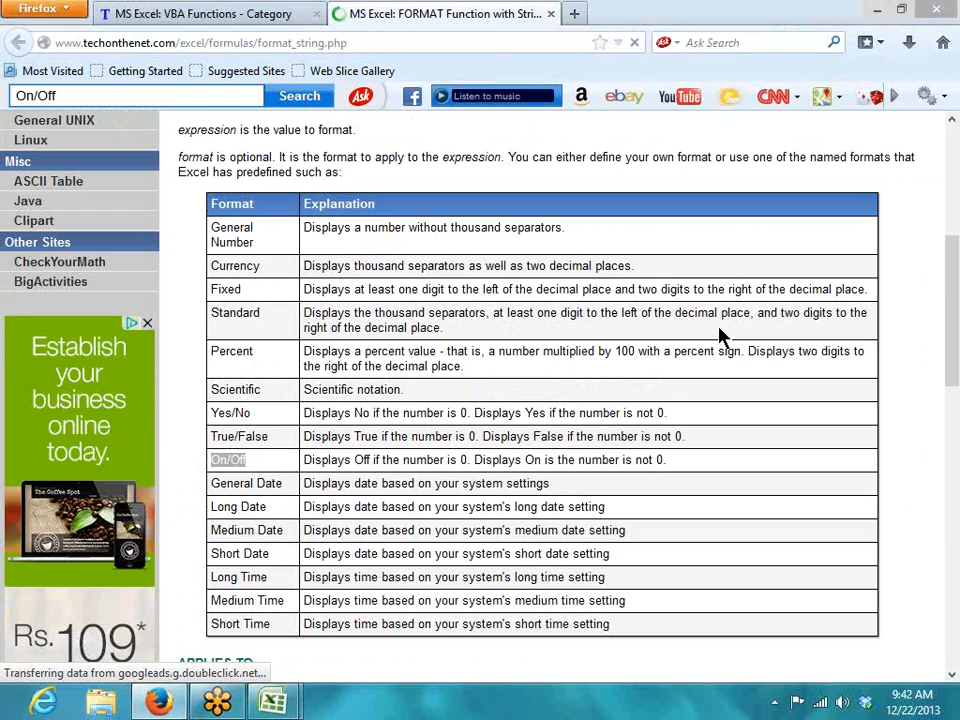 Firefox
MS Excel: VBA Functions - Category
MS Excel: FORMAT Function with Stri...
www.techonthenet.com/excel/formulas/format_string.php
Ask Search
Most Visited
Getting Started
Suggested Sites
Web Slice Gallery
On/Off
Search
Ask
Listen to music
a
ebay
YouTube
CNN
General UNIX
Linux
Misc
ASCII Table
Java
Clipart
Other Sites
CheckYourMath
BigActivities
Establish
your
business
online
today.
The Coffee Spot
Rs.109*
expression is the value to format.
format is optional. It is the format to apply to the expression. You can either define your own format or use one of the named formats that
Excel has predefined such as:
Format Explanation
General Number Displays a number without thousand separators.
Currency Displays thousand separators as well as two decimal places.
Fixed Displays at least one digit to the left of the decimal place and two digits to the right of the decimal place.
Standard Displays the thousand separators, at least one digit to the left of the decimal place, and two digits to the
right of the decimal place.
Percent Displays a percent value - that is, a number multiplied by 100 with a percent sign. Displays two digits to
the right of the decimal place.
Scientific Scientific notation.
Yes/No Displays No if the number is 0. Displays Yes if the number is not 0.
True/False Displays True if the number is 0. Displays False if the number is not 0.
On/Off Displays Off if the number is 0. Displays On is the number is not 0.
General Date Displays date based on your system settings
Long Date Displays date based on your system's long date setting
Medium Date Displays date based on your system's medium date setting
Short Date Displays date based on your system's short date setting
Long Time Displays time based on your system's long time setting
Medium Time Displays time based on your system's medium time setting
Short Time Displays time based on your system's short time setting
APPLIES TO
Transferring data from googleads.g.doubleclick.net...
9:42 AM
12/22/2013